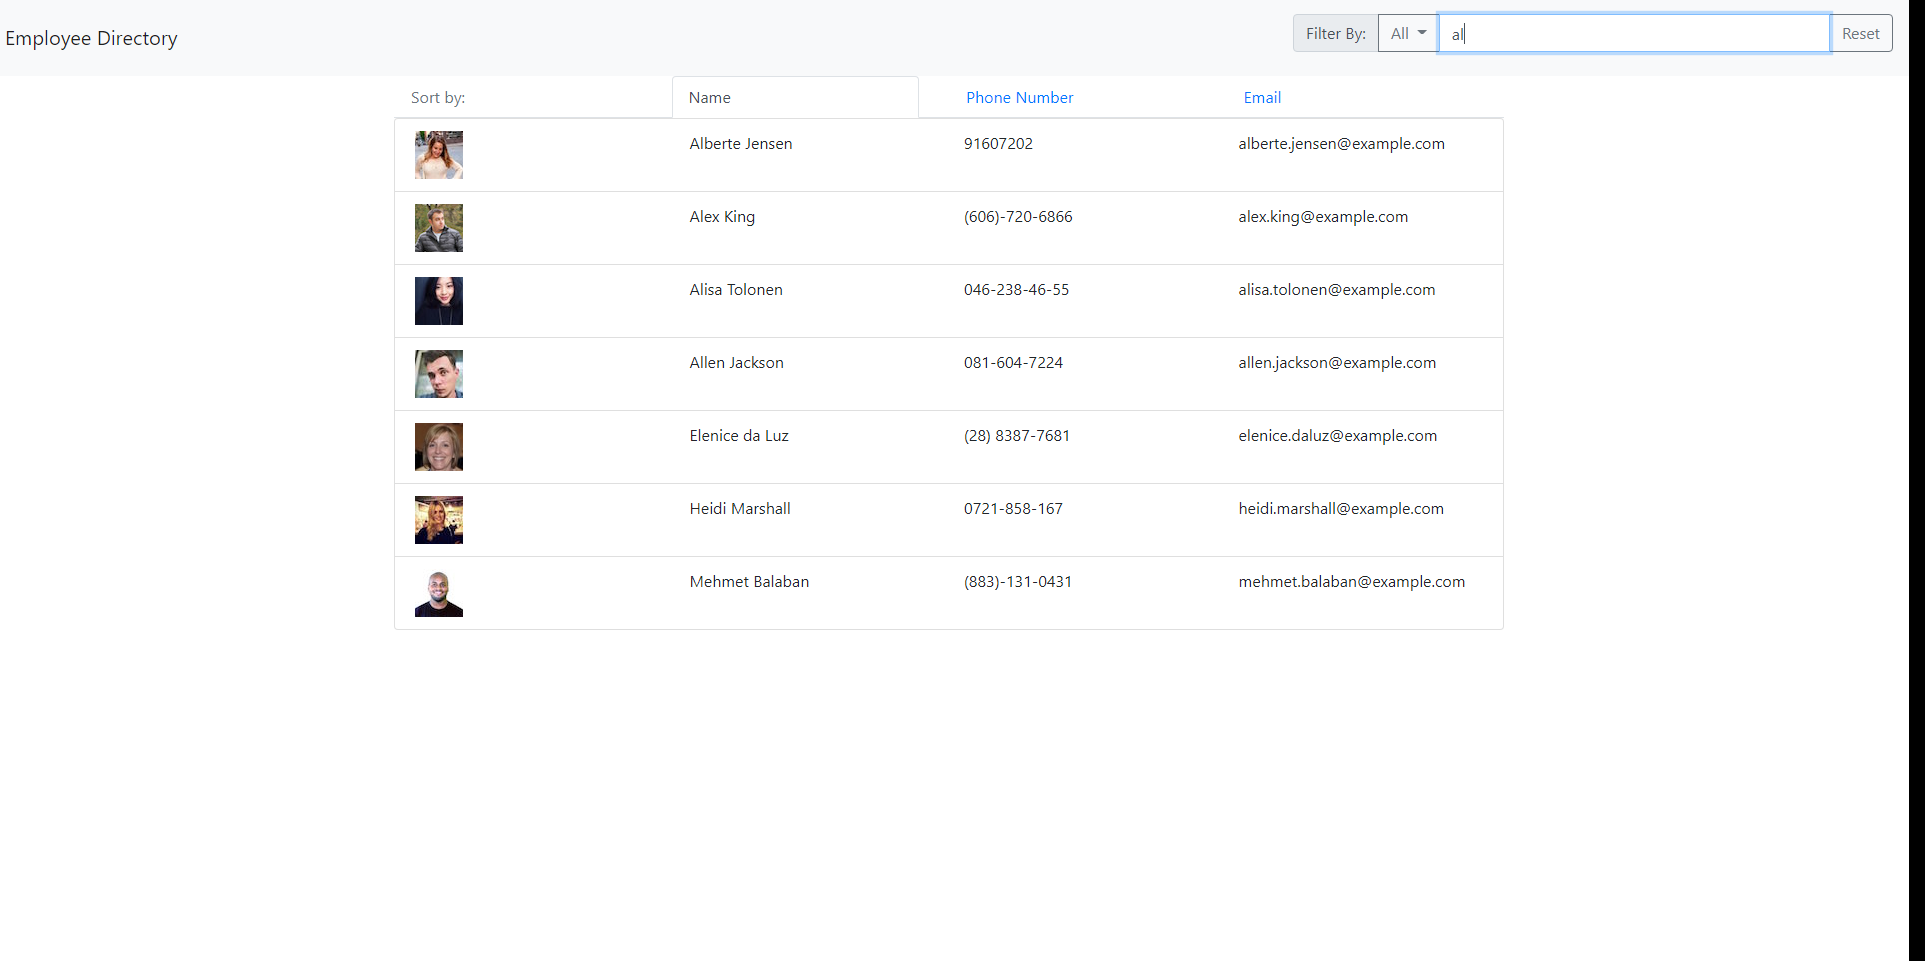 Employee Directory
Filter By: All al Reset
Sort by: Name Phone Number Email
Alberte Jensen 91607202 alberte.jensen@example.com
Alex King (606)-720-6866 alex.king@example.com
Alisa Tolonen 046-238-46-55 alisa.tolonen@example.com
Allen Jackson 081-604-7224 allen.jackson@example.com
Elenice da Luz (28) 8387-7681 elenice.daluz@example.com
Heidi Marshall 0721-858-167 heidi.marshall@example.com
Mehmet Balaban (883)-131-0431 mehmet.balaban@example.com